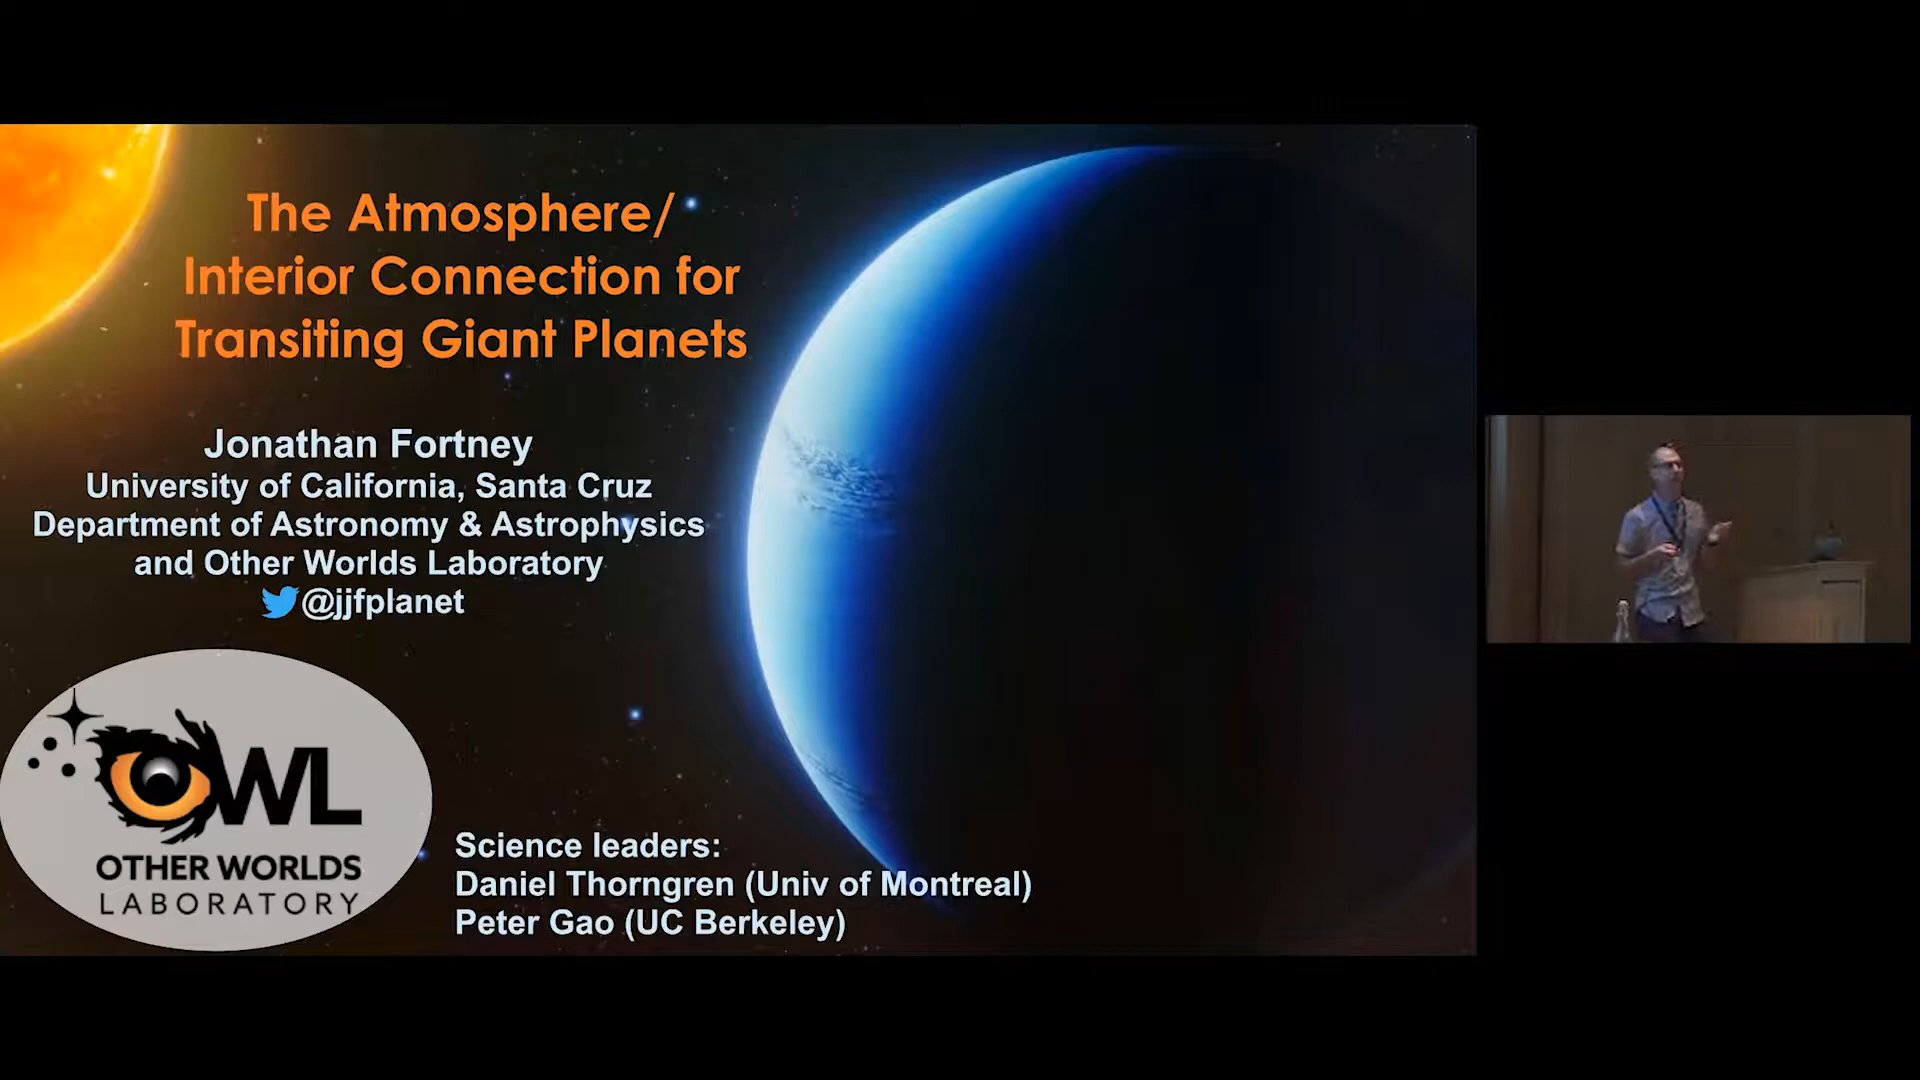 The Atmosphere/
Interior Connection for
Transiting Giant Planets
Jonathan Fortney
University of California, Santa Cruz
Department of Astronomy & Astrophysics
and Other Worlds Laboratory
@jjfplanet
OWL
OTHER WORLDS
LABORATORY
Science leaders:
Daniel Thorngren (Univ of Montreal)
Peter Gao (UC Berkeley)